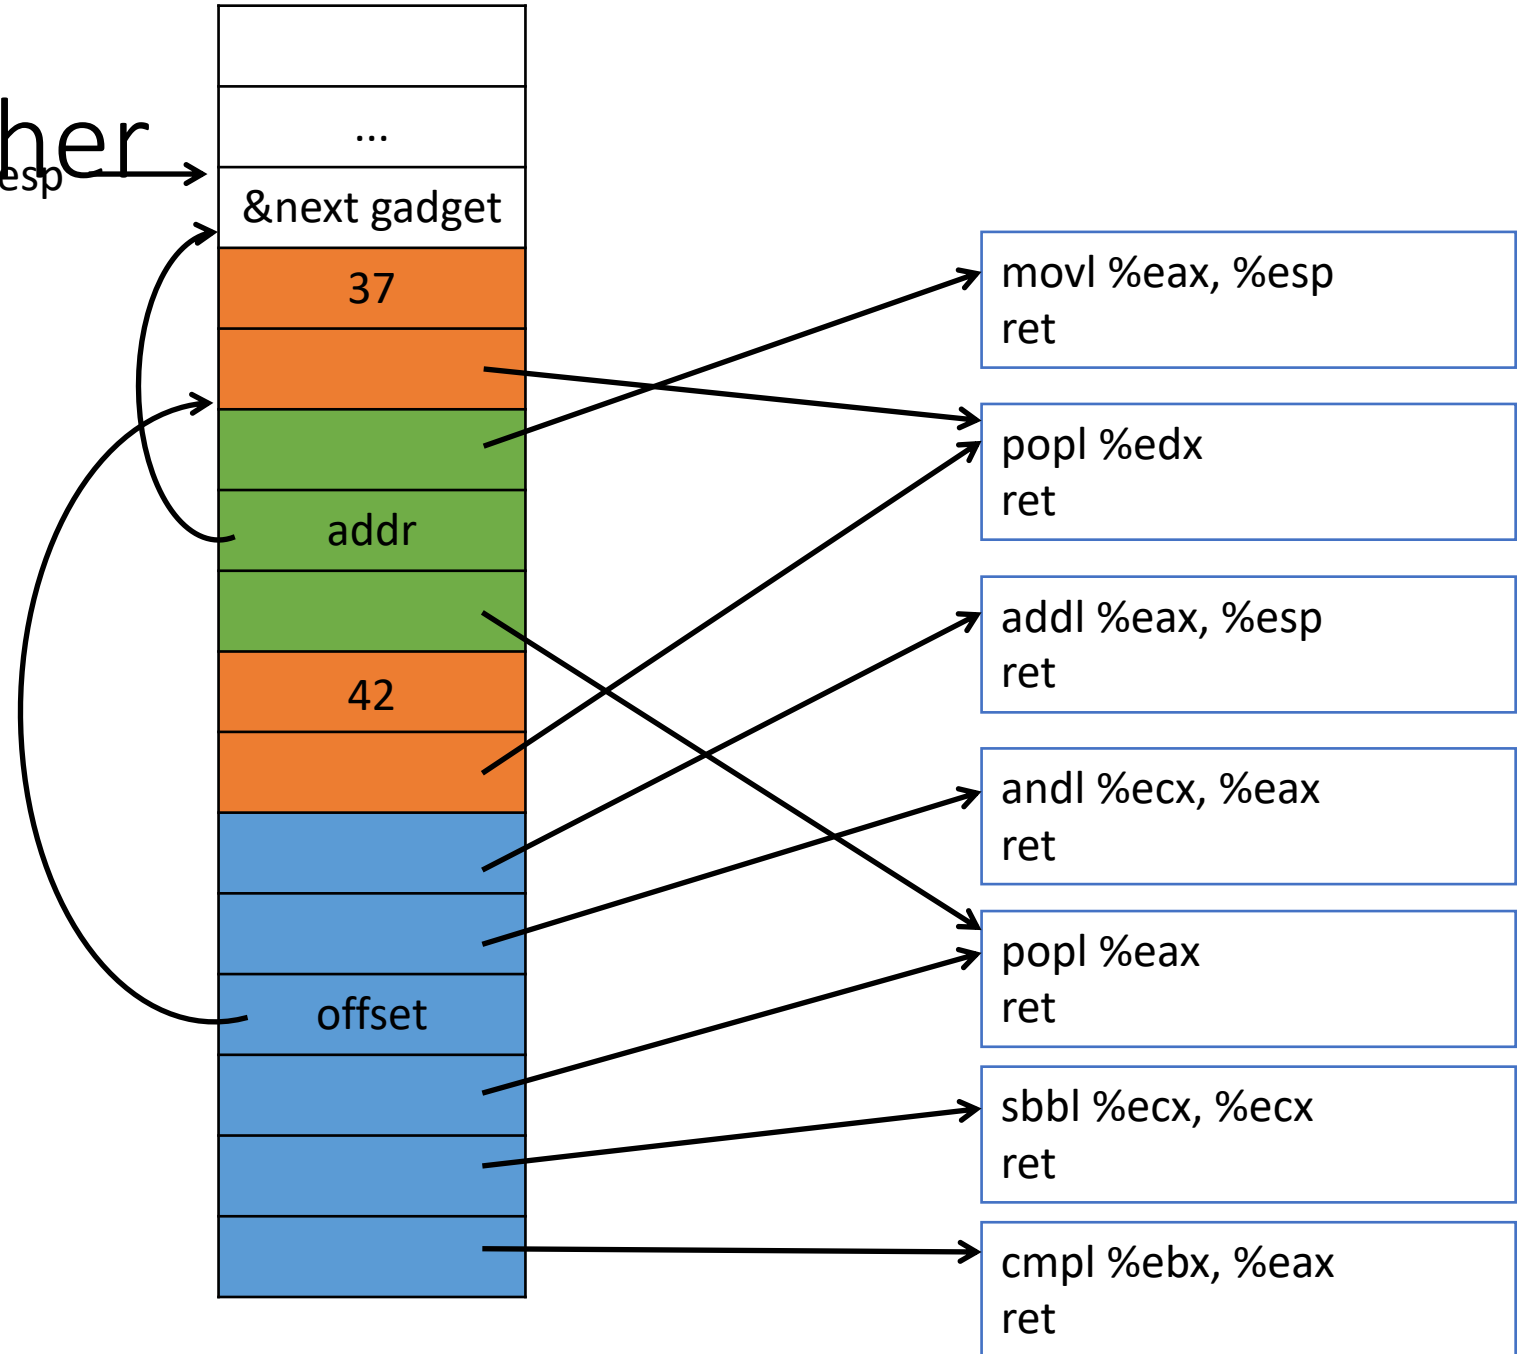 her
esp
...
&next gadget
37
addr
42
offset
movl %eax, %esp
ret
popl %edx
ret
addl %eax, %esp
ret
andl %ecx, %eax
ret
popl %eax
ret
sbbl %ecx, %ecx
ret
cmpl %ebx, %eax
ret